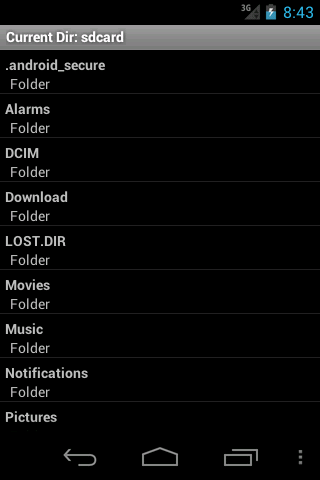 3G 8:43
Current Dir: sdcard
.android_secure
Folder
Alarms
Folder
DCIM
Folder
Download
Folder
LOST.DIR
Folder
Movies
Folder
Music
Folder
Notifications
Folder
Pictures